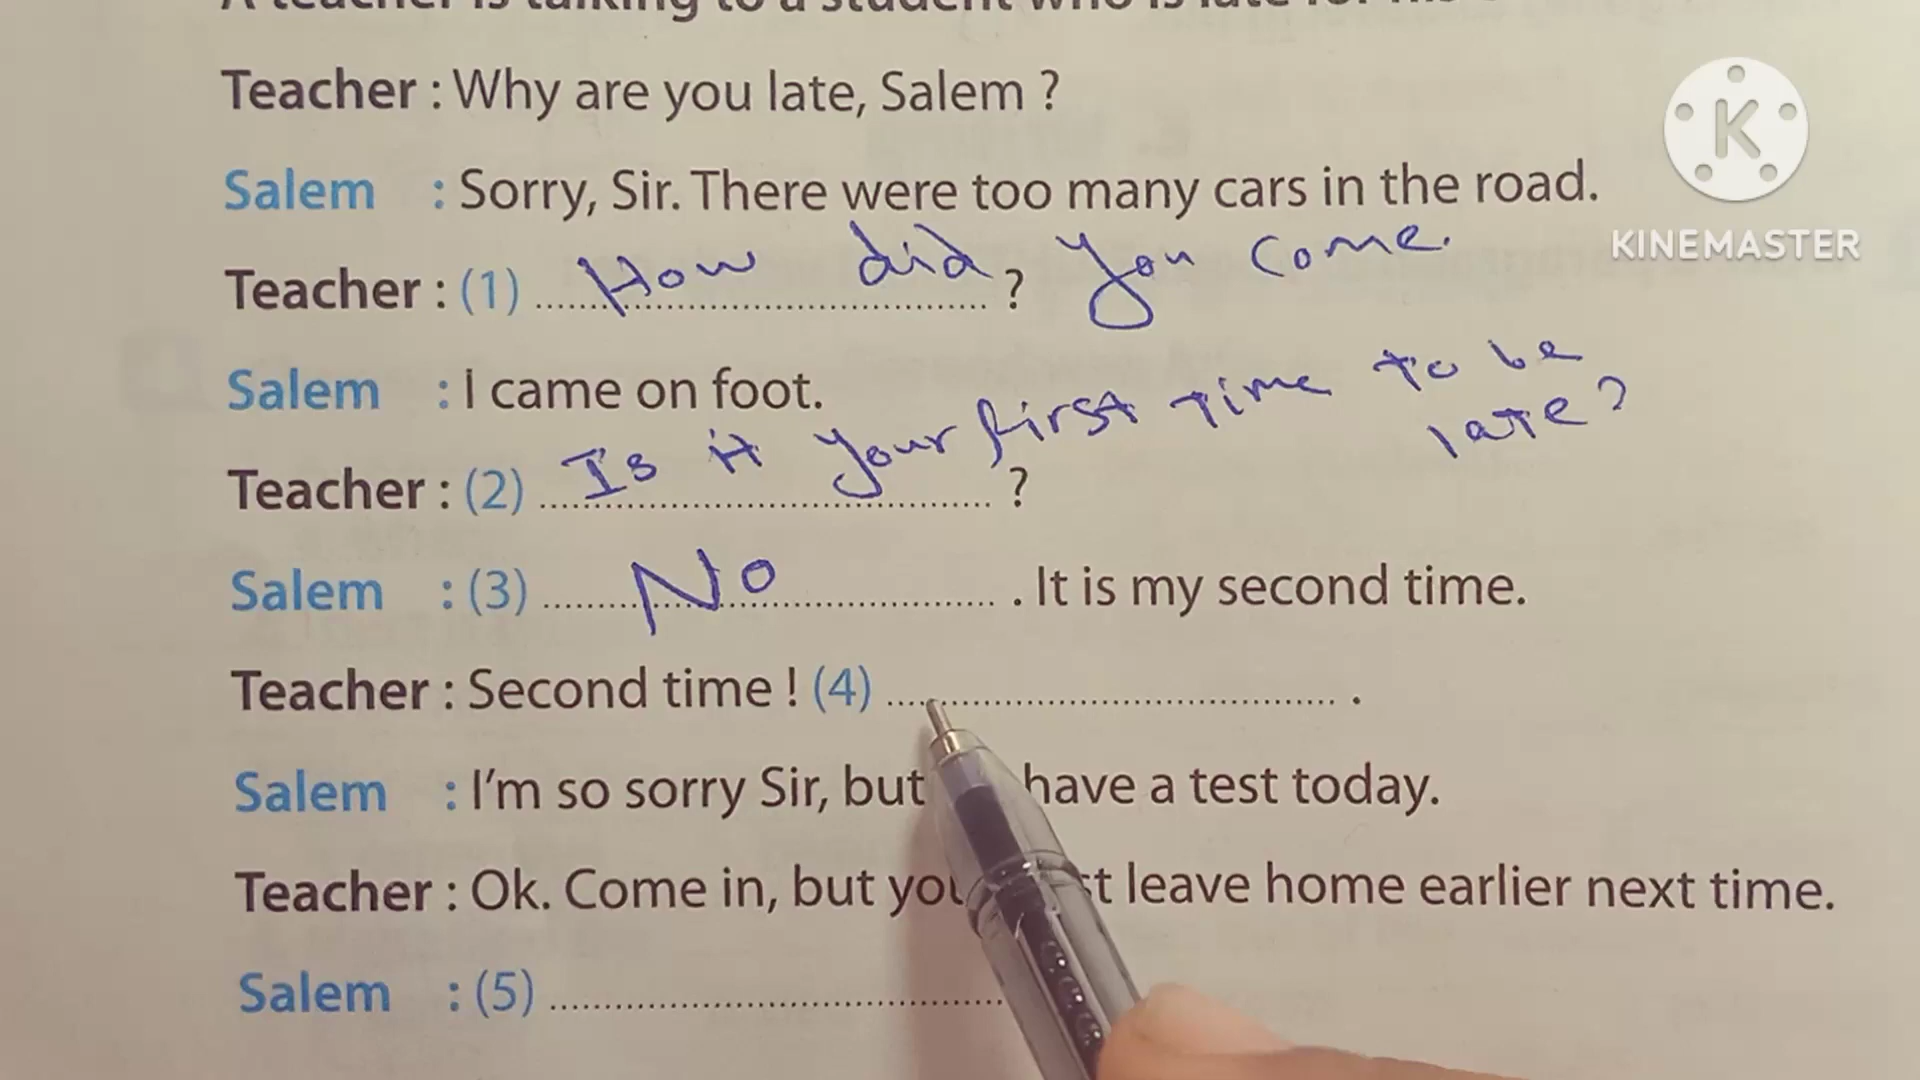 Teacher : Why are you late, Salem ?
KINEMASTER
Salem : Sorry, Sir. There were too many cars in the road.
Teacher : (1) How did ? you come.
Salem : I came on foot.
Teacher : (2) Is it your first time to be
late?
?
Salem : (3) No . It is my second time.
Teacher : Second time ! (4) .
Salem : I'm so sorry Sir, but have a test today.
Teacher : Ok. Come in, but leave home earlier next time.
Salem : (5)